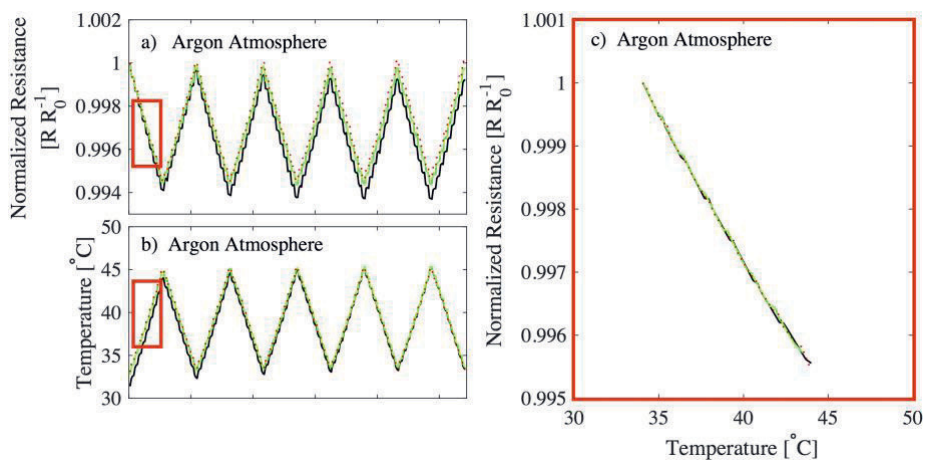 1.002
a) Argon Atmosphere
1
0.998
0.996
0.994
Normalized Resistance
[R R₀⁻¹]
50
b) Argon Atmosphere
45
40
35
30
Temperature [°C]
1.001
c) Argon Atmosphere
1
0.999
0.998
0.997
0.996
0.995
Normalized Resistance [R R₀⁻¹]
30 35 40 45 50
Temperature [°C]